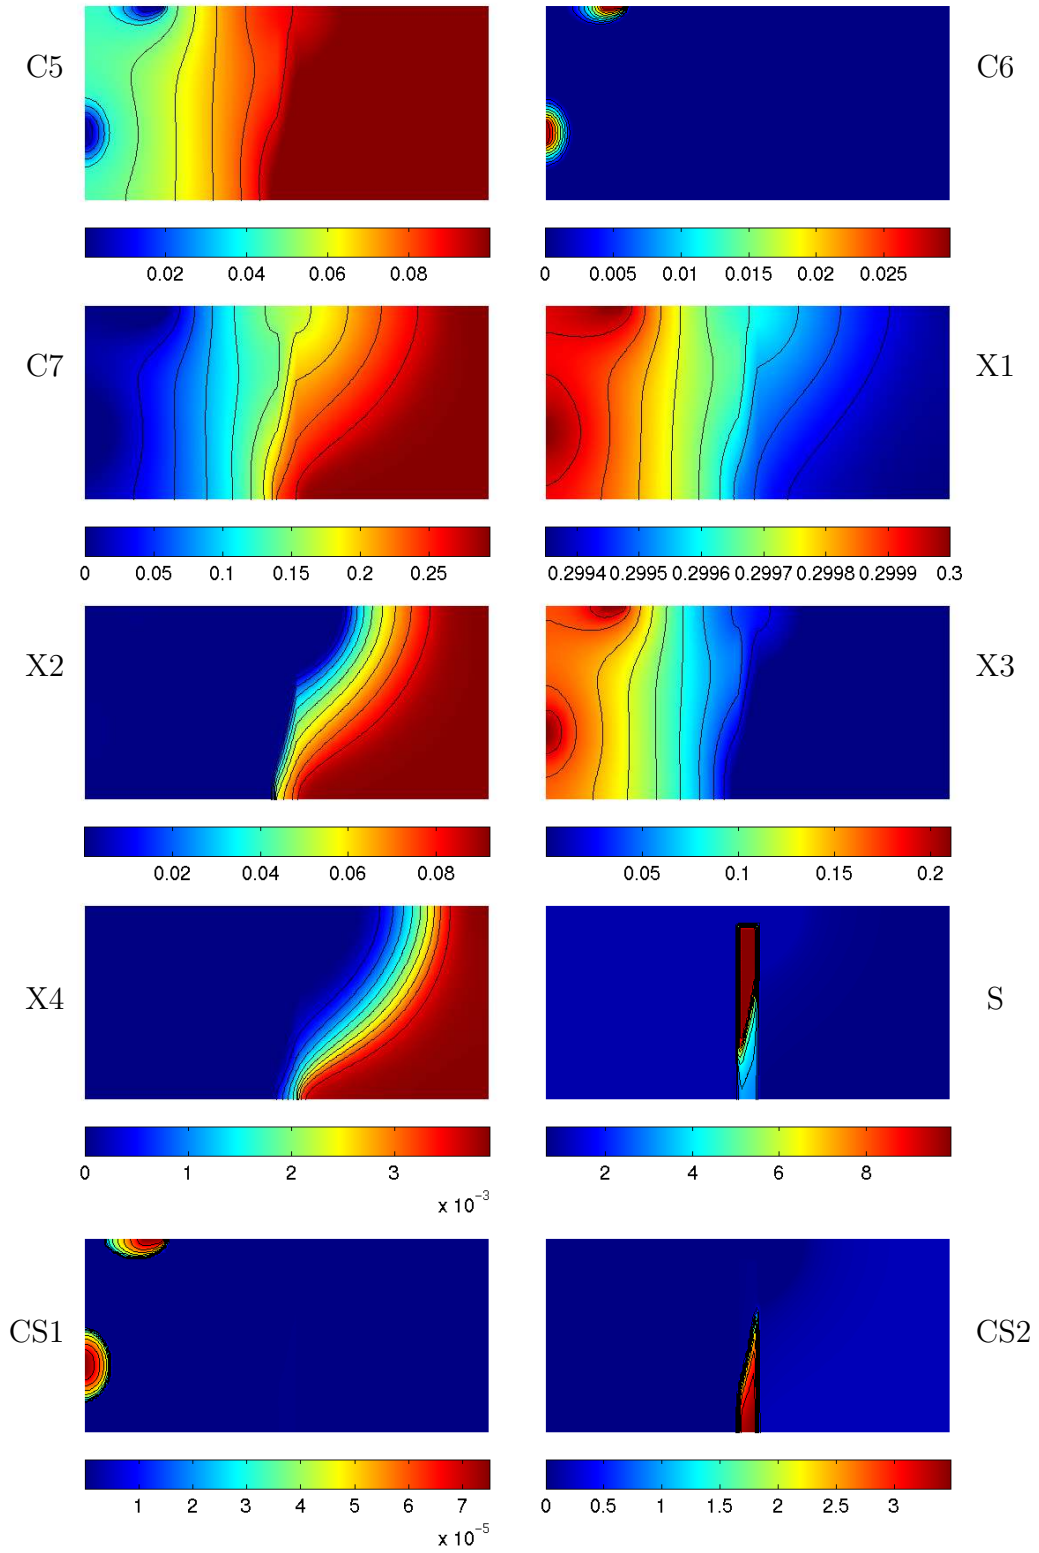 C5
C6
0.02 0.04 0.06 0.08
0 0.005 0.01 0.015 0.02 0.025
C7
X1
0 0.05 0.1 0.15 0.2 0.25
0.2994 0.2995 0.2996 0.2997 0.2998 0.2999 0.3
X2
X3
0.02 0.04 0.06 0.08
0.05 0.1 0.15 0.2
X4
S
0 1 2 3
x 10⁻³
2 4 6 8
CS1
CS2
1 2 3 4 5 6 7
x 10⁻⁵
0 0.5 1 1.5 2 2.5 3